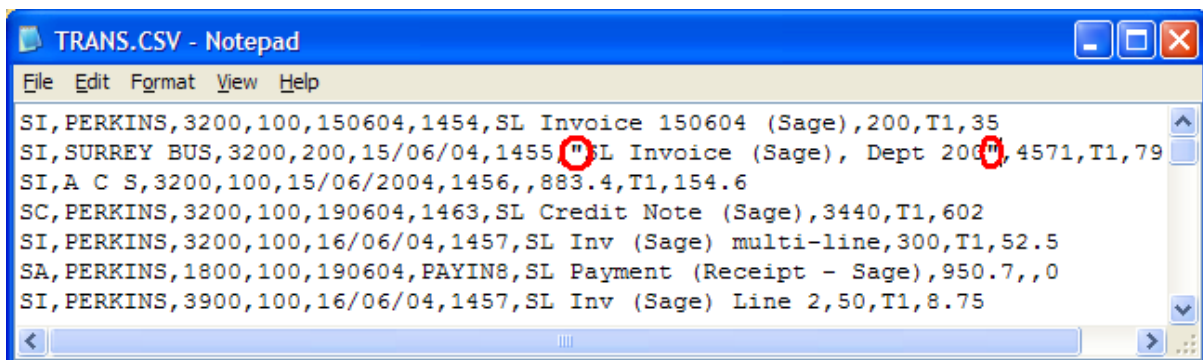 TRANS.CSV - Notepad
File Edit Format View Help
SI,PERKINS,3200,100,150604,1454,SL Invoice 150604 (Sage),200,T1,35
SI,SURREY BUS,3200,200,15/06/04,1455,"SL Invoice (Sage), Dept 200",4571,T1,79
SI,A C S,3200,100,15/06/2004,1456,,883.4,T1,154.6
SC,PERKINS,3200,100,190604,1463,SL Credit Note (Sage),3440,T1,602
SI,PERKINS,3200,100,16/06/04,1457,SL Inv (Sage) multi-line,300,T1,52.5
SA,PERKINS,1800,100,190604,PAYIN8,SL Payment (Receipt - Sage),950.7,,0
SI,PERKINS,3900,100,16/06/04,1457,SL Inv (Sage) Line 2,50,T1,8.75